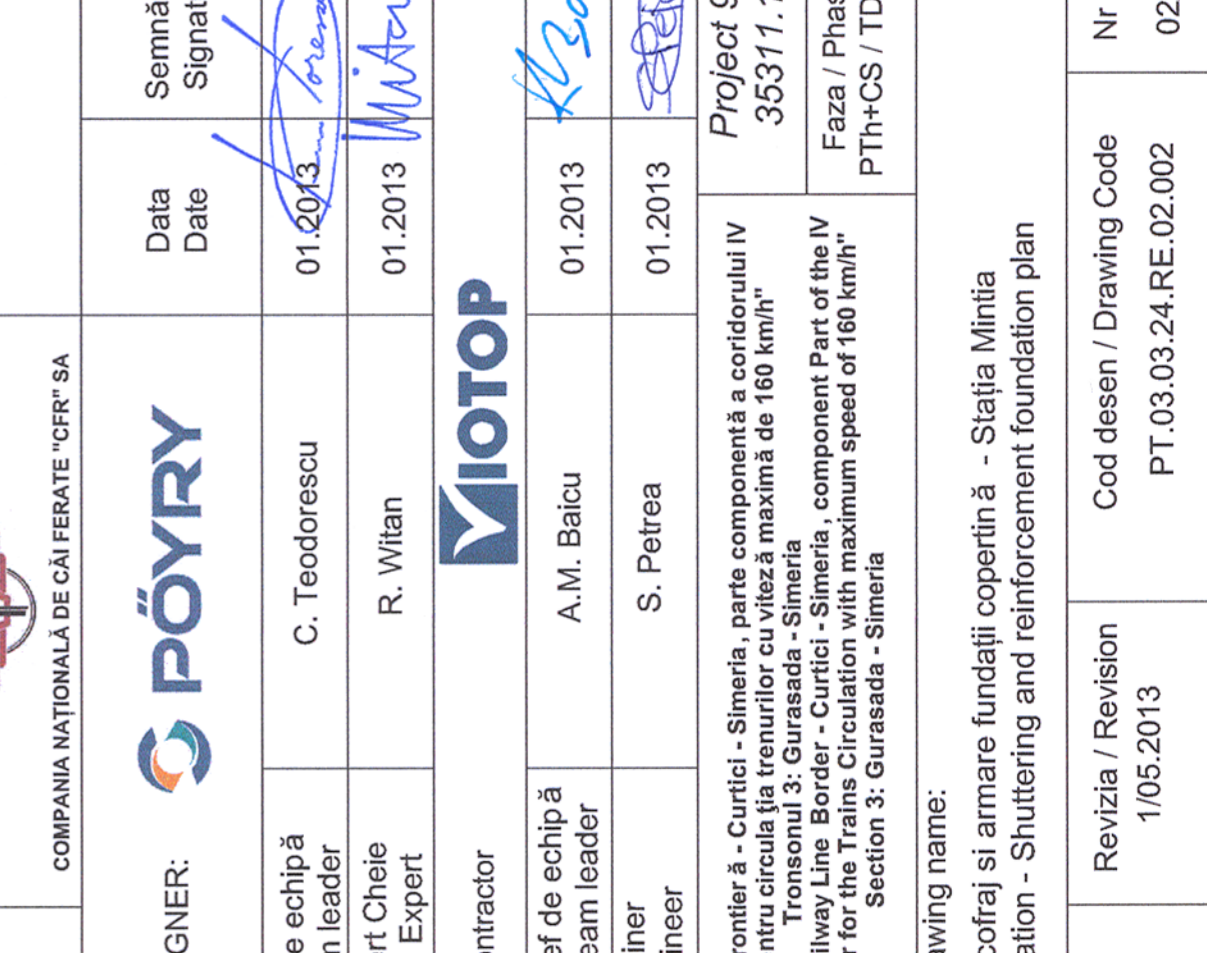 COMPANIA NAȚIONALĂ DE CĂI FERATE "CFR" SA
GNER: PÖYRY Data Semnă
Date Signat
e echipă C. Teodorescu 01.2013
n leader
rt Cheie R. Witan 01.2013
Expert
ntractor VIOTOP
ef de echipă A.M. Baicu 01.2013
eam leader
iner S. Petrea 01.2013
ineer
rontieră - Curtici - Simeria, parte componentă a coridorului IV
ntru circulaţia trenurilor cu viteză maximă de 160 km/h"
Tronsonul 3: Gurasada - Simeria
ilway Line Border - Curtici - Simeria, component Part of the IV
r for the Trains Circulation with maximum speed of 160 km/h"
Section 3: Gurasada - Simeria
Project
35311.
Faza / Phas
PTh+CS / TD
awing name:
cofraj si armare fundații copertină - Stația Mintia
ation - Shuttering and reinforcement foundation plan
Revizia / Revision Cod desen / Drawing Code Nr
1/05.2013 PT.03.03.24.RE.02.002 02